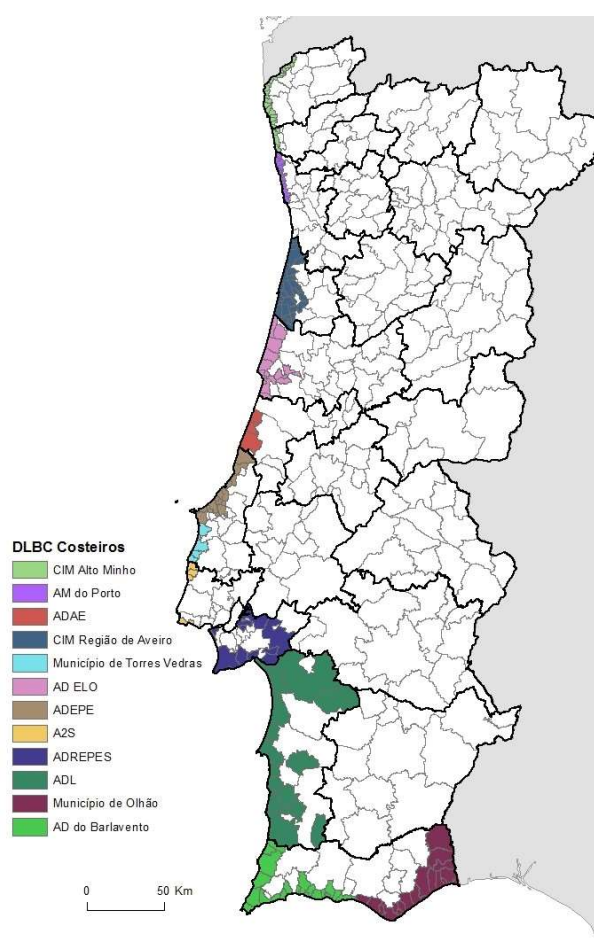 DLBC Costeiros
CIM Alto Minho
AM do Porto
ADAE
CIM Região de Aveiro
Município de Torres Vedras
AD ELO
ADEPE
A2S
ADREPES
ADL
Município de Olhão
AD do Barlavento
0 50 Km